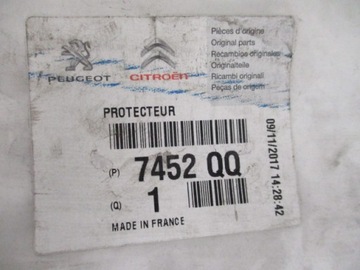 PEUGEOT
CITROËN
Pièces d'origine
Original parts
Recambios originales
Originalteile
Ricambi originali
Peças de origem
PROTECTEUR
(P) 7452 QQ
(Q) 1
MADE IN FRANCE
09/11/2017 14:28:42